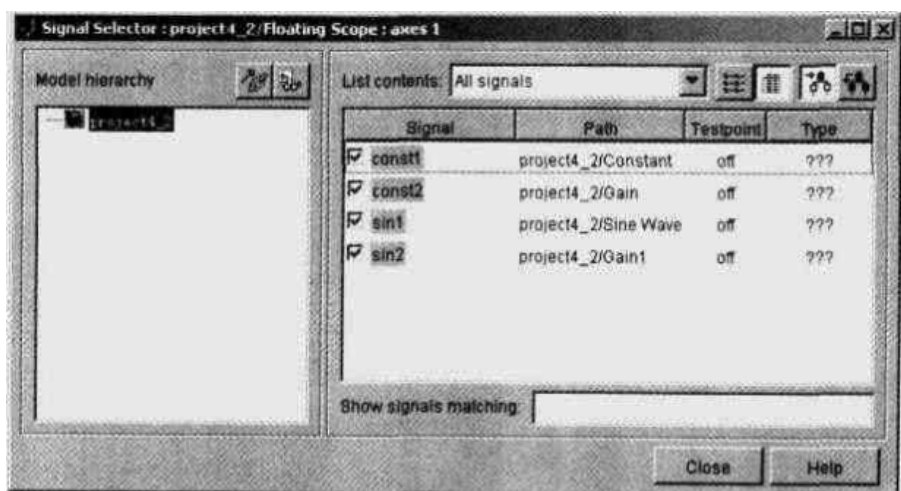 Signal Selector : project4_2/Floating Scope : axes 1
Model hierarchy
project4_2
List contents: All signals
Signal Path Testpoint Type
const1 project4_2/Constant off ???
const2 project4_2/Gain off ???
sin1 project4_2/Sine Wave off ???
sin2 project4_2/Gain1 off ???
Show signals matching:
Close Help